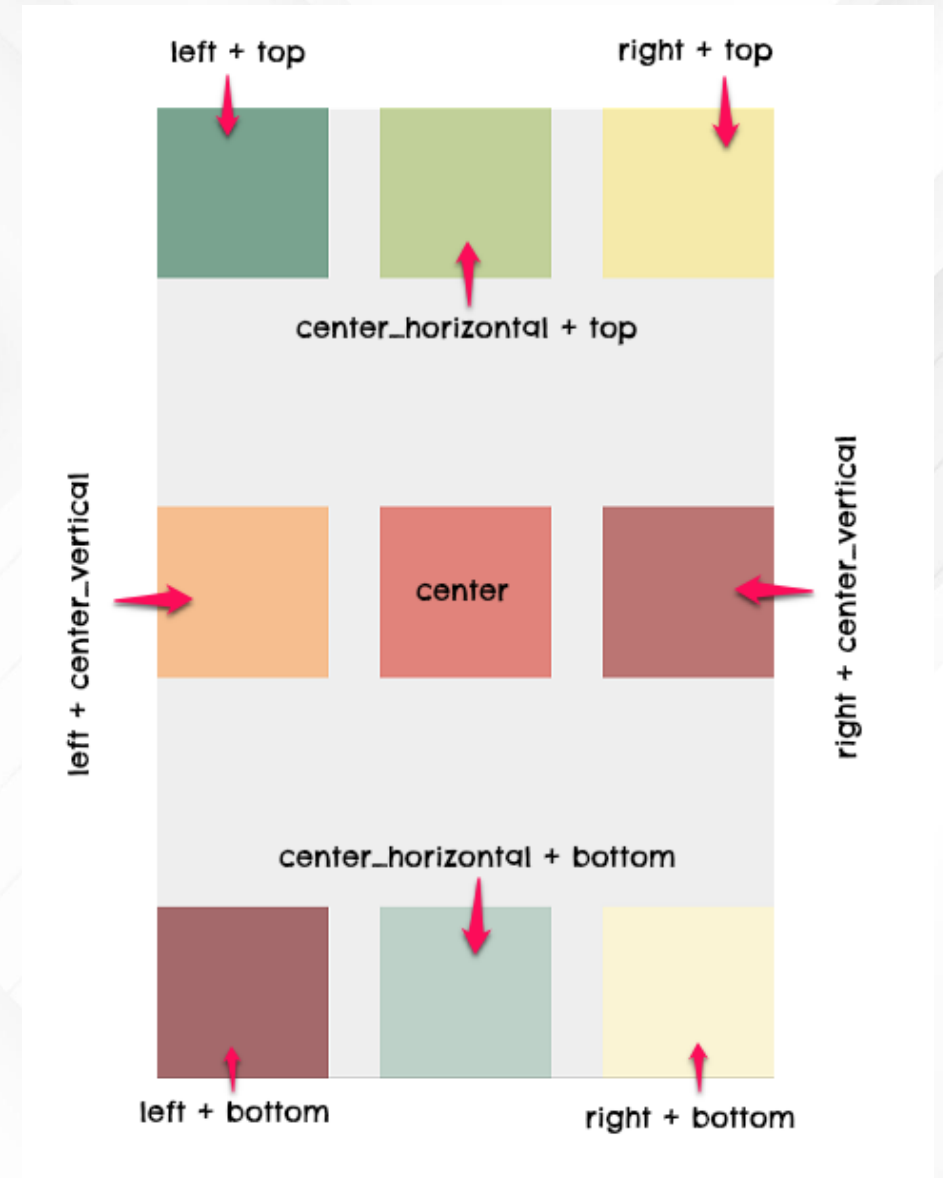 left + top
right + top
center_horizontal + top
left + center_vertical
center
right + center_vertical
center_horizontal + bottom
left + bottom
right + bottom